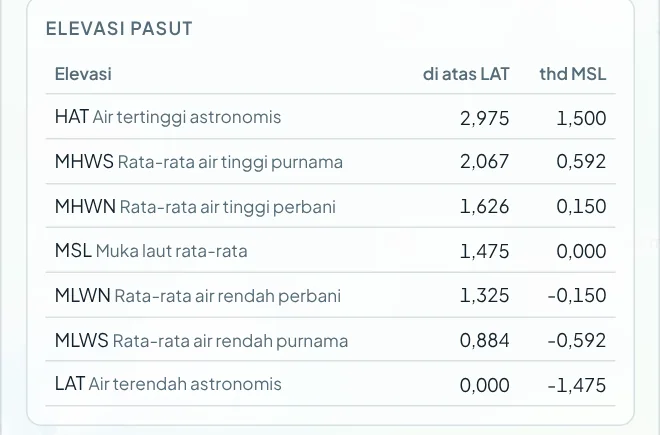 ELEVASI PASUT
Elevasi di atas LAT thd MSL
HAT Air tertinggi astronomis 2,975 1,500
MHWS Rata-rata air tinggi purnama 2,067 0,592
MHWN Rata-rata air tinggi perbani 1,626 0,150
MSL Muka laut rata-rata 1,475 0,000
MLWN Rata-rata air rendah perbani 1,325 -0,150
MLWS Rata-rata air rendah purnama 0,884 -0,592
LAT Air terendah astronomis 0,000 -1,475